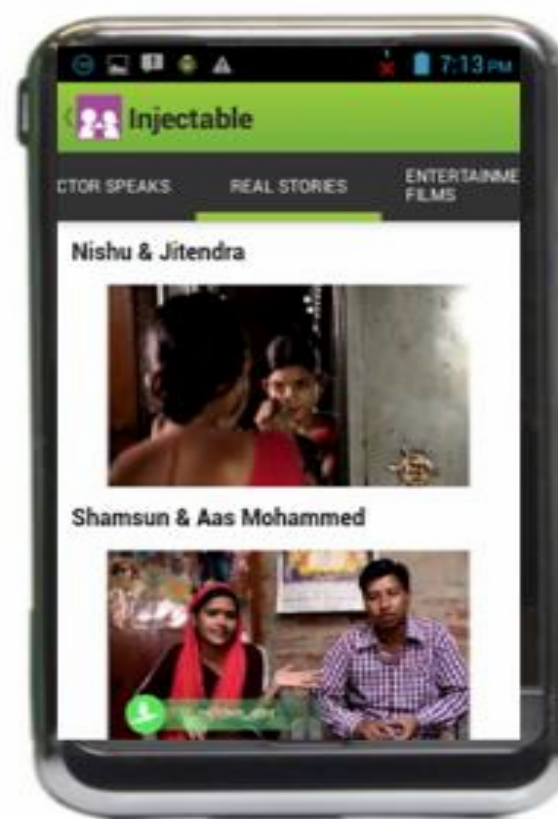 7:13 PM
Injectable
CTOR SPEAKS
REAL STORIES
ENTERTAINME
FILMS
Nishu & Jitendra
Shamsun & Aas Mohammed